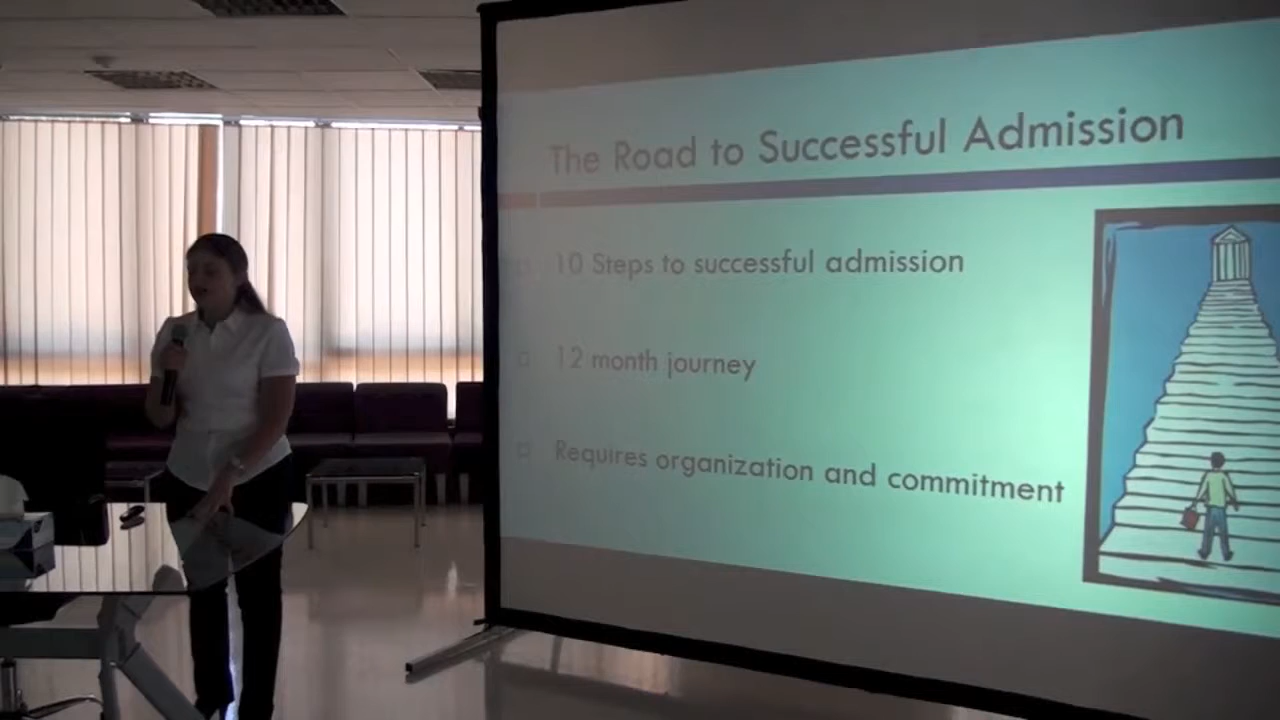 The Road to Successful Admission
10 Steps to successful admission
12 month journey
Requires organization and commitment